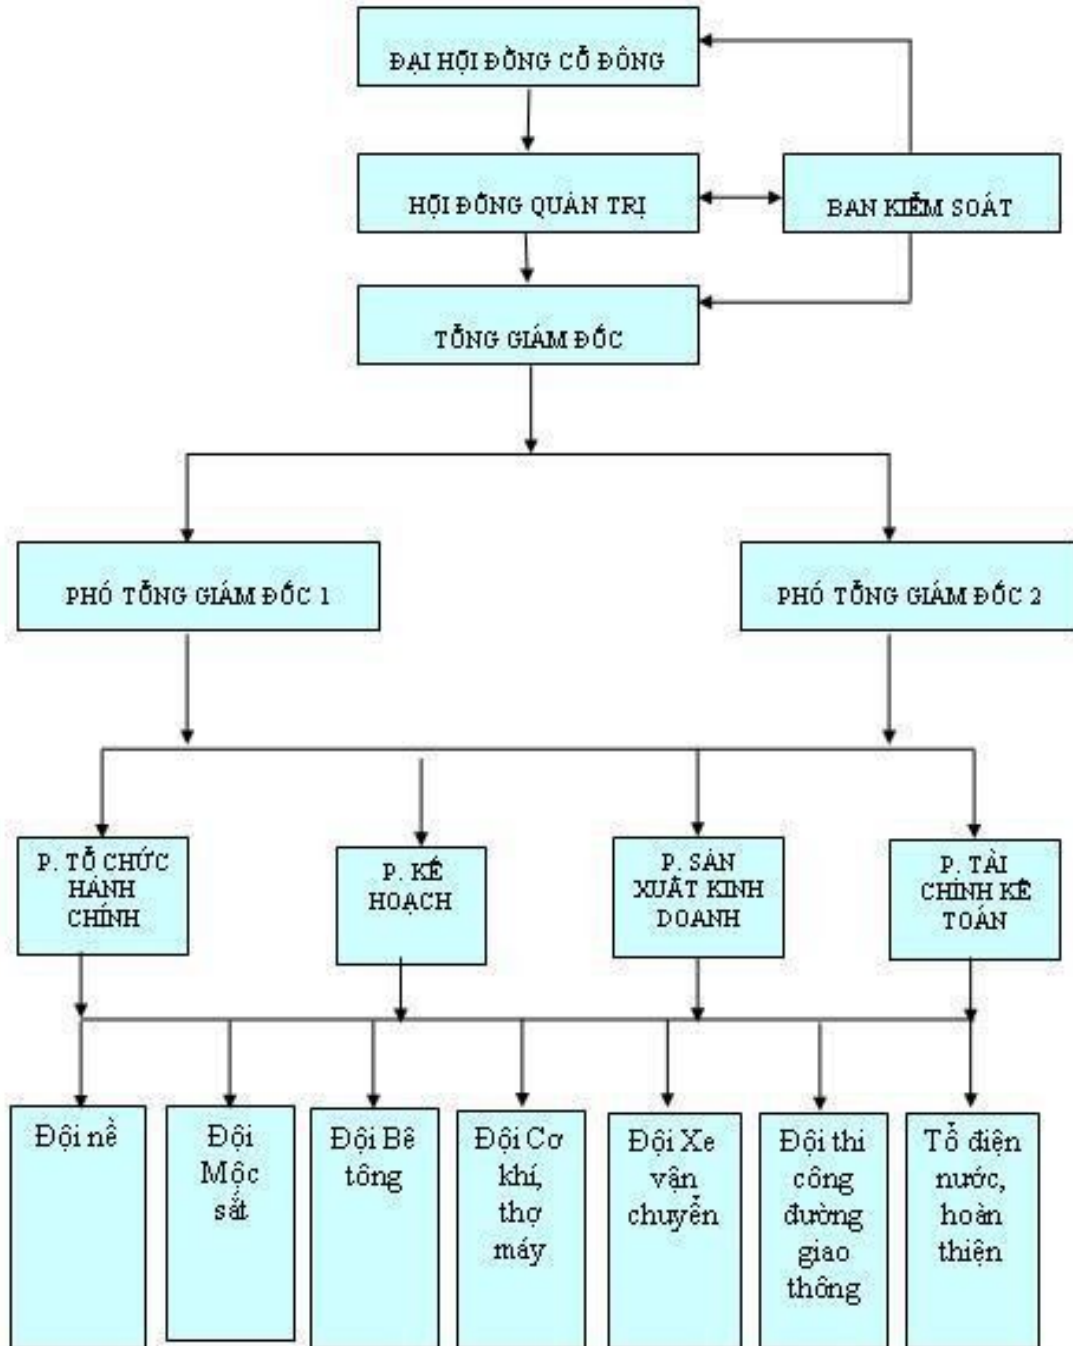 ĐẠI HỘI ĐỒNG CỔ ĐÔNG
HỘI ĐỒNG QUẢN TRỊ
BAN KIỂM SOÁT
TỔNG GIÁM ĐỐC
PHÓ TỔNG GIÁM ĐỐC 1
PHÓ TỔNG GIÁM ĐỐC 2
P. TỔ CHỨC
HÀNH
CHÍNH
P. KẾ
HOẠCH
P. SẢN
XUẤT KINH
DOANH
P. TÀI
CHÍNH KẾ
TOÁN
Đội nề
Đội
Mộc
sắt
Đội Bê
tông
Đội Cơ
khí,
thợ
máy
Đội Xe
vận
chuyển
Đội thi
công
đường
giao
thông
Tổ điện
nước,
hoàn
thiện